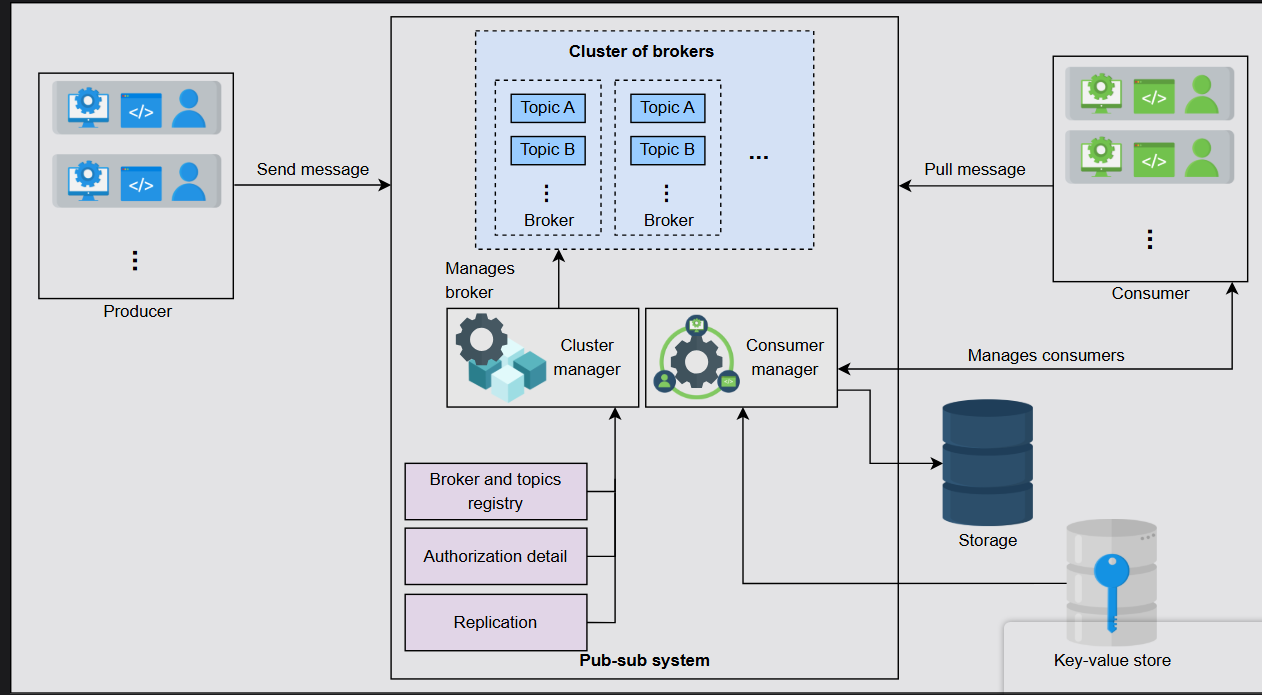 Cluster of brokers
Topic A
Topic A
Topic B
Topic B
...
Broker
Broker
Send message
Pull message
Producer
Consumer
Manages
broker
Cluster
manager
Consumer
manager
Manages consumers
Broker and topics
registry
Authorization detail
Replication
Storage
Pub-sub system
Key-value store